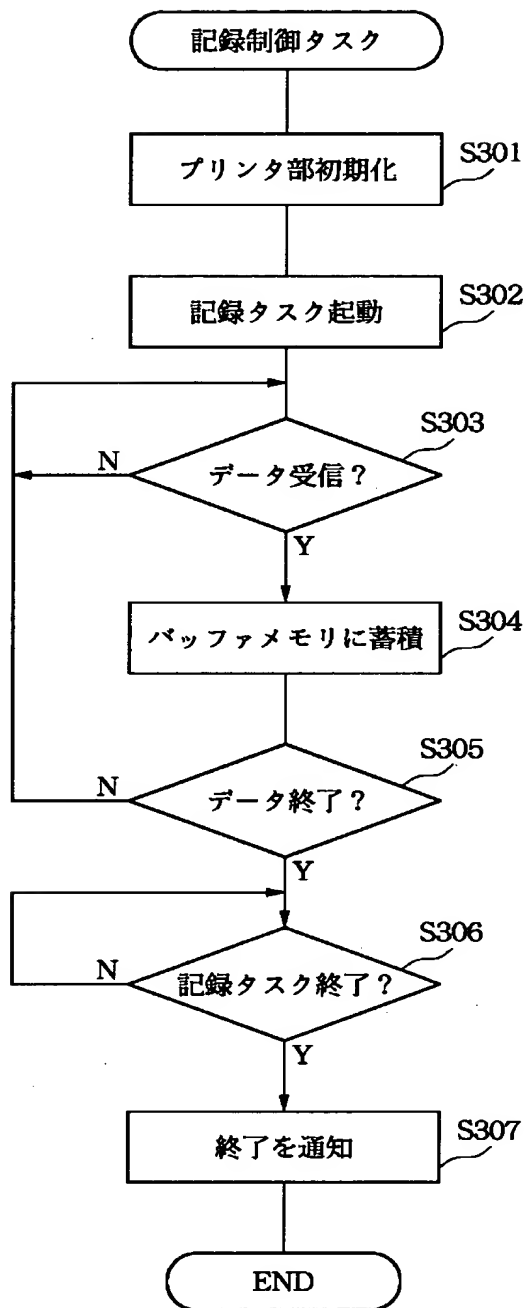 記録制御タスク
プリンタ部初期化
S301
記録タスク起動
S302
データ受信？
S303
N
Y
バッファメモリに蓄積
S304
データ終了？
S305
N
Y
記録タスク終了？
S306
N
Y
終了を通知
S307
END